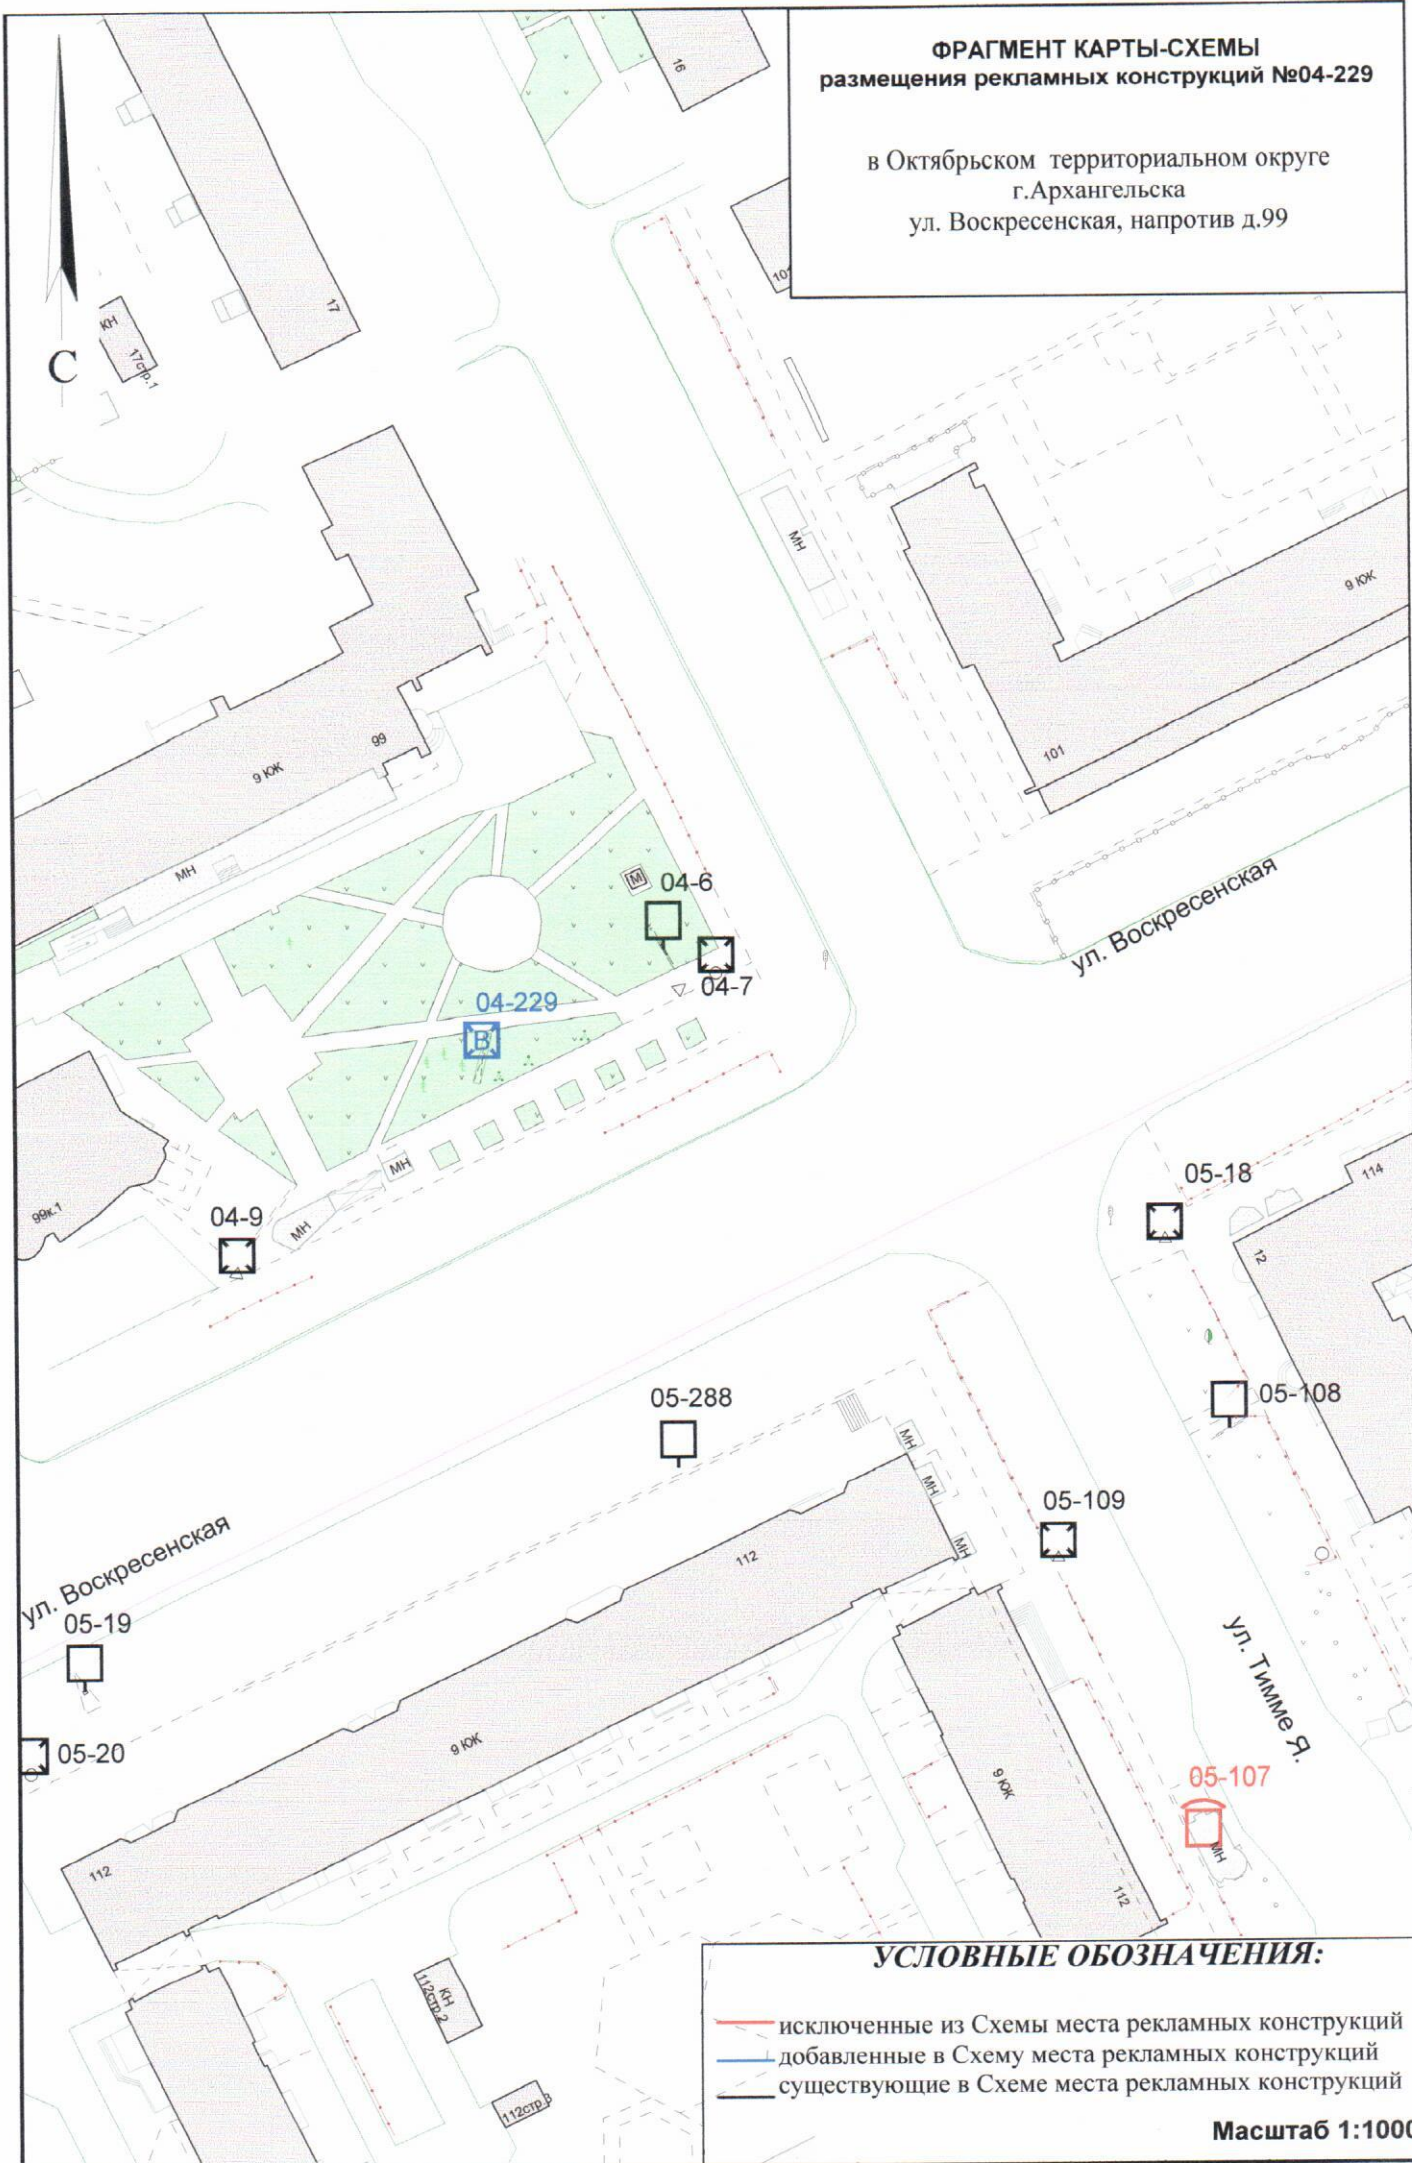 ФРАГМЕНТ КАРТЫ-СХЕМЫ
размещения рекламных конструкций №04-229
в Октябрьском территориальном округе
г.Архангельска
ул. Воскресенская, напротив д.99
16
101
17
КН
17стр.1
С
МН
9 КЖ
101
99
9 КЖ
МН
М
04-6
04-7
ул. Воскресенская
04-229
В
МН
99к.1
04-9
МН
05-18
114
12
05-288
05-108
МН
МН
МН
05-109
112
ул. Воскресенская
05-19
05-20
9 КЖ
ул. Тимме Я.
9 КЖ
05-107
МН
112
112
КН
112стр.2
112стр.3
УСЛОВНЫЕ ОБОЗНАЧЕНИЯ:
исключенные из Схемы места рекламных конструкций
добавленные в Схему места рекламных конструкций
существующие в Схеме места рекламных конструкций
Масштаб 1:1000